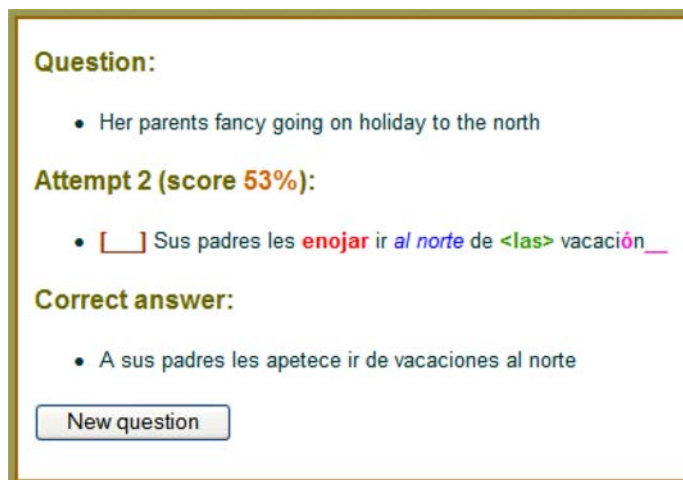 Question:
• Her parents fancy going on holiday to the north
Attempt 2 (score 53%):
• [__] Sus padres les enojar ir al norte de <las> vacación__
Correct answer:
• A sus padres les apetece ir de vacaciones al norte
New question